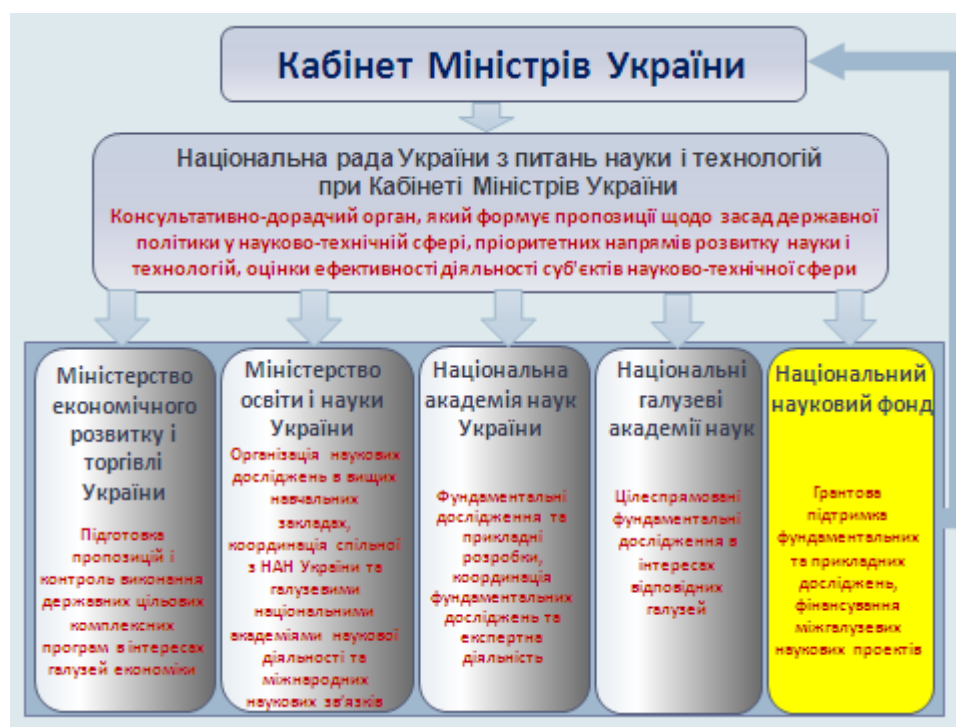 Кабінет Міністрів України
Національна рада України з питань науки і технологій
при Кабінеті Міністрів України
Консультативно-дорадчий орган, який формує пропозиції щодо засад державної
політики у науково-технічній сфері, пріоритетних напрямів розвитку науки і
технологій, оцінки ефективності діяльності суб'єктів науково-технічної сфери
Міністерство
економічного
розвитку і
торгівлі
України
Підготовка
пропозицій і
контроль виконання
державних цільових
комплексних
програм в інтересах
галузей економіки
Міністерство
освіти і науки
України
Організація наукових
досліджень в вищих
навчальних
закладах,
координація спільної
з НАН України та
галузевими
національними
академіями наукової
діяльності та
міжнародних
наукових зв'язків
Національна
академія наук
України
Фундаментальні
дослідження та
прикладні
розробки,
координація
фундаментальних
досліджень та
експертна
діяльність
Національні
галузеві
академії наук
Цілеспрямовані
фундаментальні
дослідження в
інтересах
відповідних
галузей
Національний
науковий фонд
Грантова
підтримка
фундаментальних
та прикладних
досліджень,
фінансування
міжгалузевих
наукових проектів